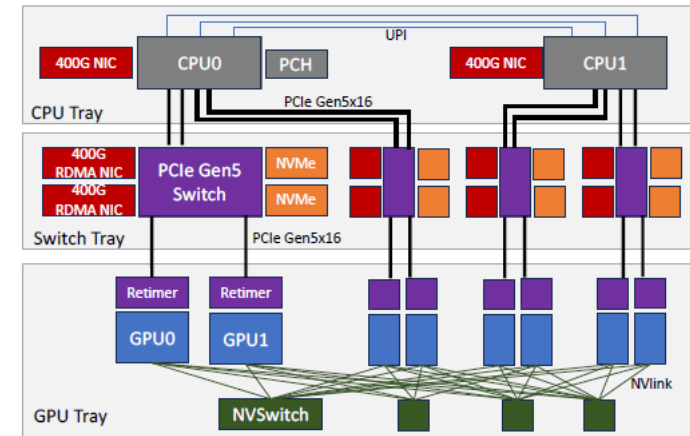 UPI
400G NIC
CPU0
PCH
400G NIC
CPU1
PCIe Gen5x16
CPU Tray
400G
RDMA NIC
400G
RDMA NIC
PCIe Gen5
Switch
NVMe
NVMe
Switch Tray
PCIe Gen5x16
Retimer
Retimer
GPU0
GPU1
NVlink
GPU Tray
NVSwitch